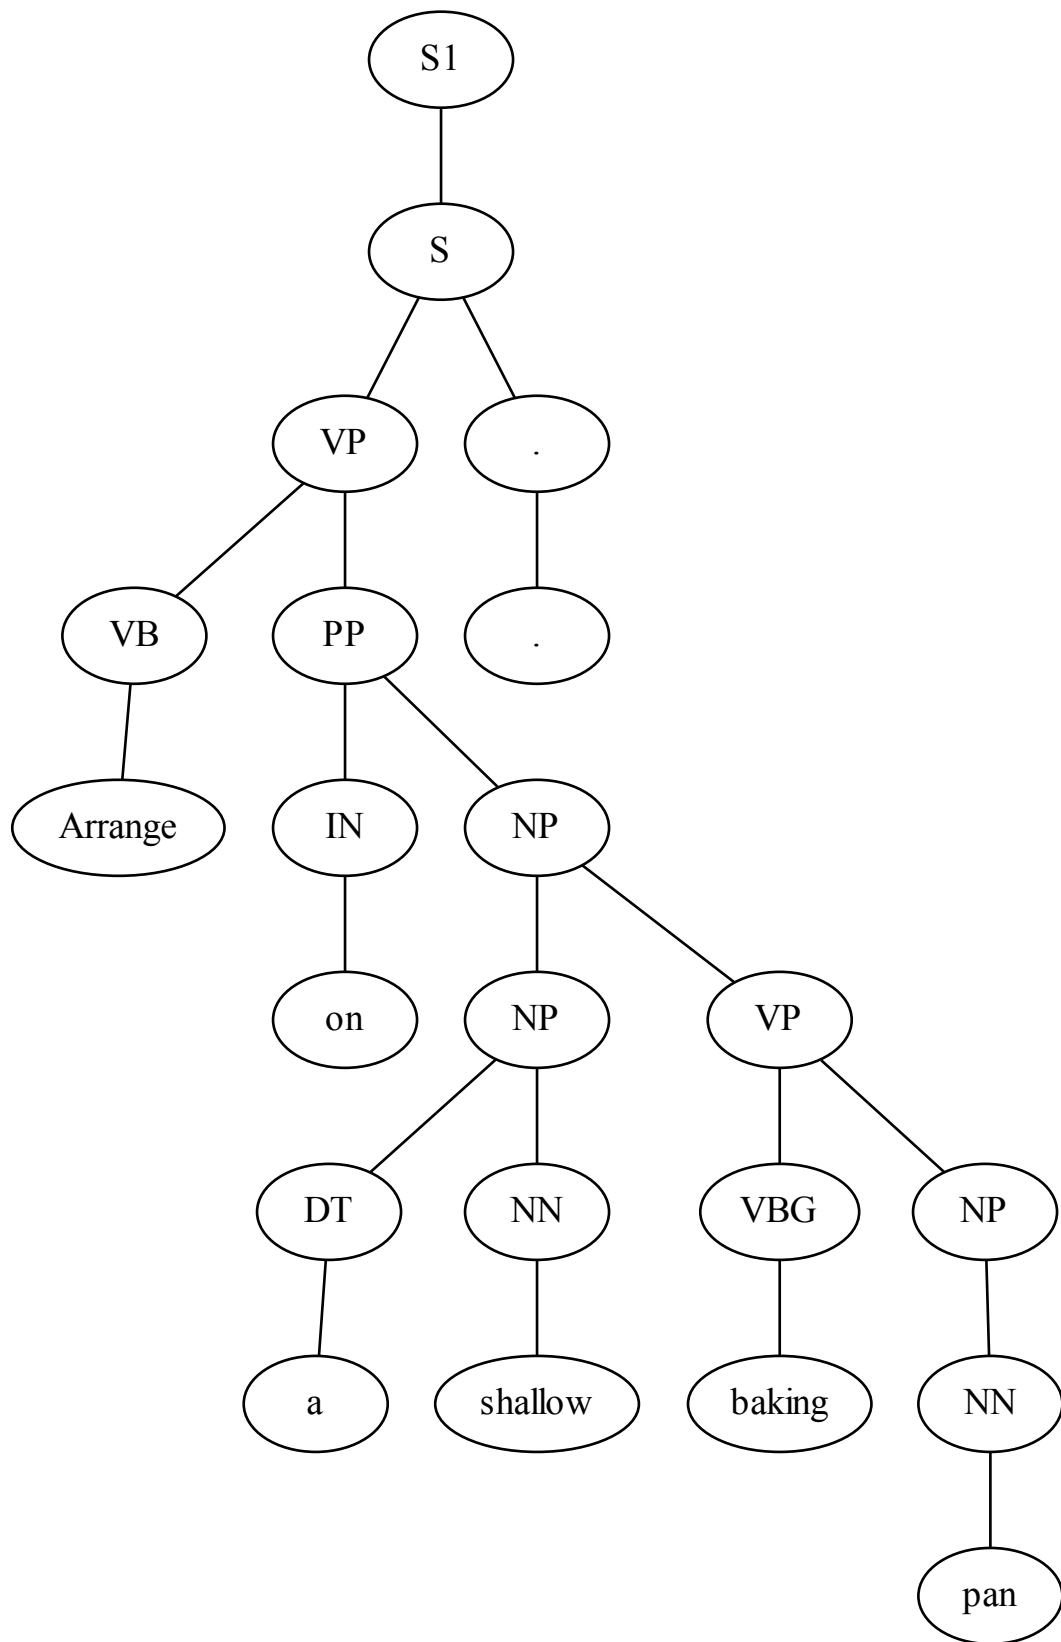 S1
S
VP .
VB PP .
Arrange IN NP
on NP VP
DT NN VBG NP
a shallow baking NN
pan